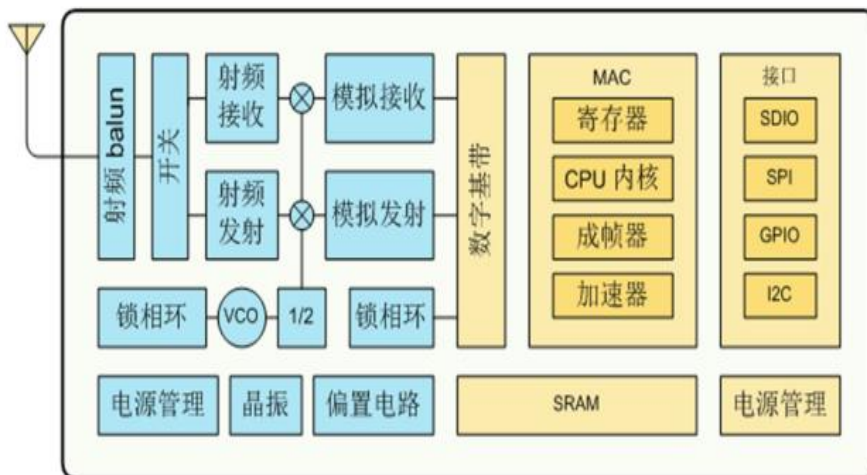 射频 balun
开关
射频
接收
模拟接收
射频
发射
模拟发射
锁相环
VCO
1/2
锁相环
数字基带
MAC
寄存器
CPU 内核
成帧器
加速器
接口
SDIO
SPI
GPIO
I2C
电源管理
晶振
偏置电路
SRAM
电源管理